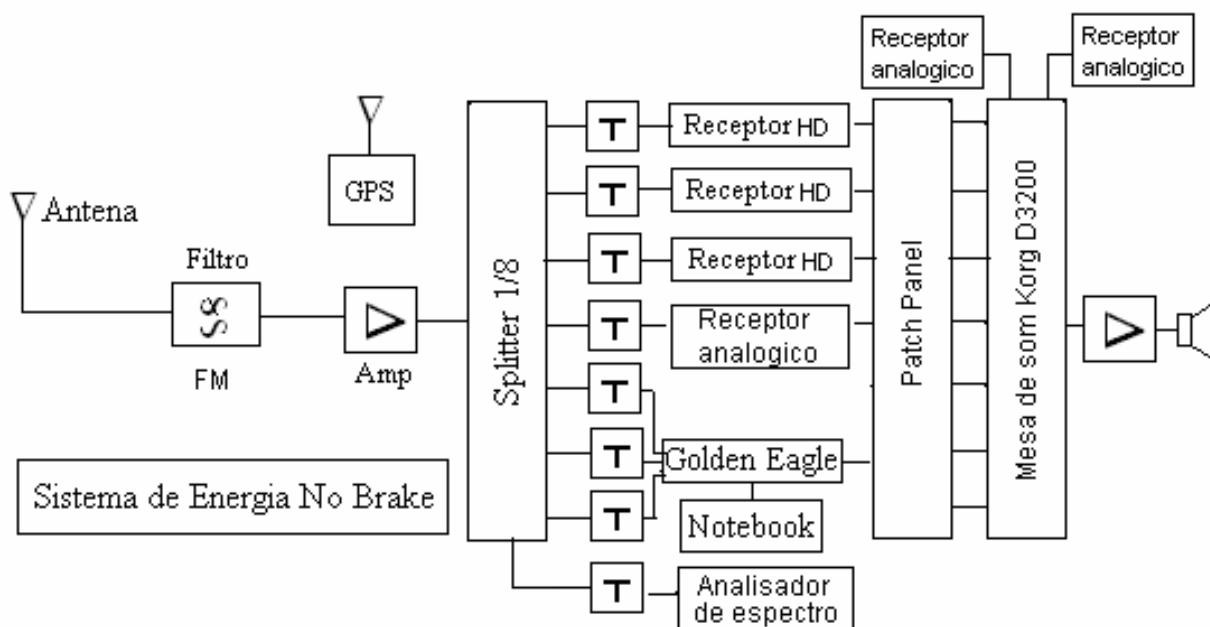 Receptor
analogico
Receptor
analogico
GPS
Antena
Filtro
FM
Amp
Splitter 1/8
T
Receptor HD
T
Receptor HD
T
Receptor HD
T
Receptor
analogico
T
T
Golden Eagle
T
Notebook
T
Analisador
de espectro
Patch Panel
Mesa de som Korg D3200
Sistema de Energia No Brake